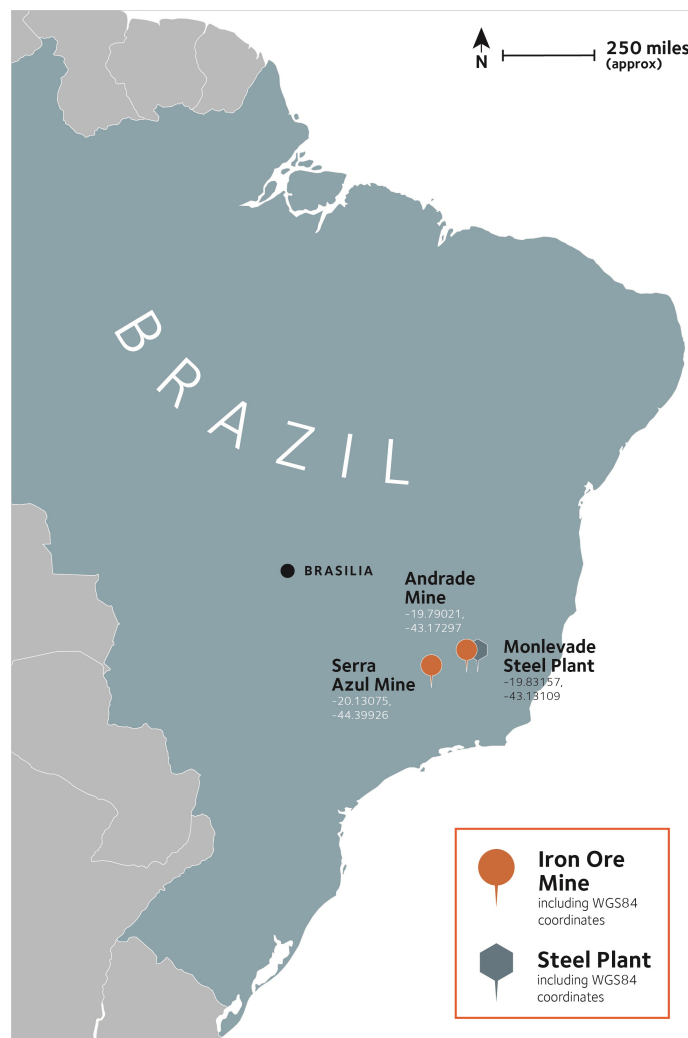 N
250 miles
(approx)
BRAZIL
BRASILIA
Andrade
Mine
-19.79021,
-43.17297
Monlevade
Steel Plant
-19.83157,
-43.13109
Serra
Azul Mine
-20.13075,
-44.39926
Iron Ore
Mine
including WGS84
coordinates
Steel Plant
including WGS84
coordinates